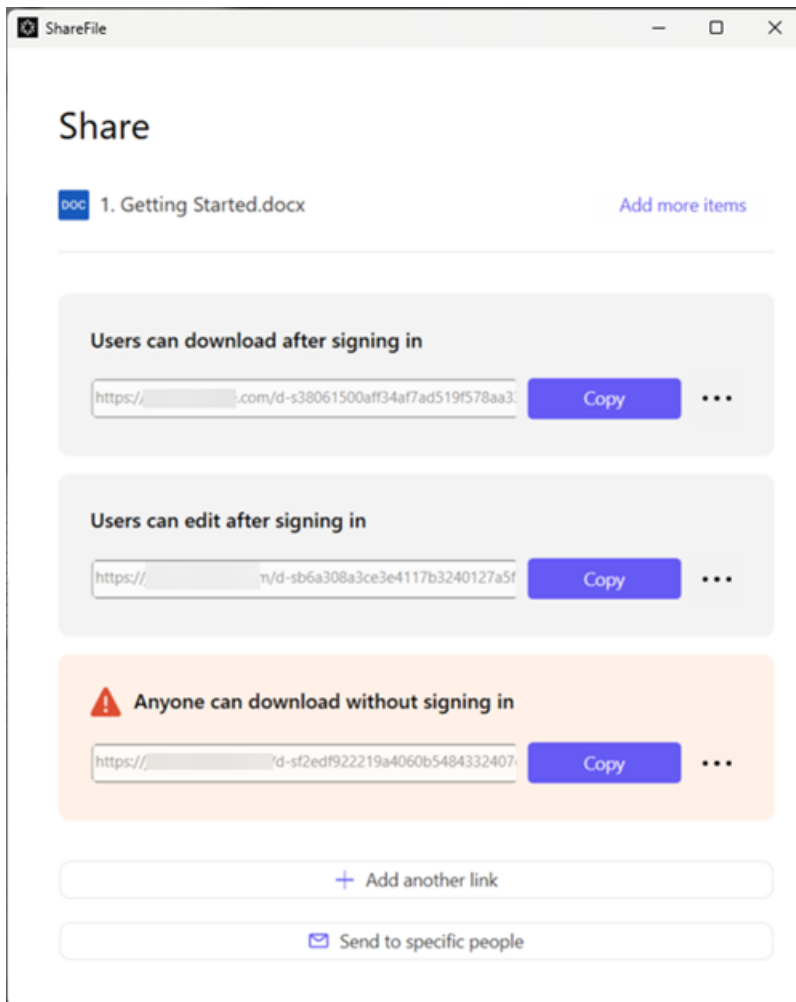 ShareFile
Share
DOC 1. Getting Started.docx Add more items
Users can download after signing in
https:// .com/d-s38061500aff34af7ad519f578aa3 Copy •••
Users can edit after signing in
https:// /d-sb6a308a3ce3e4117b3240127a5f Copy •••
Anyone can download without signing in
https:// /d-sf2edf922219a4060b5484332407 Copy •••
+ Add another link
Send to specific people